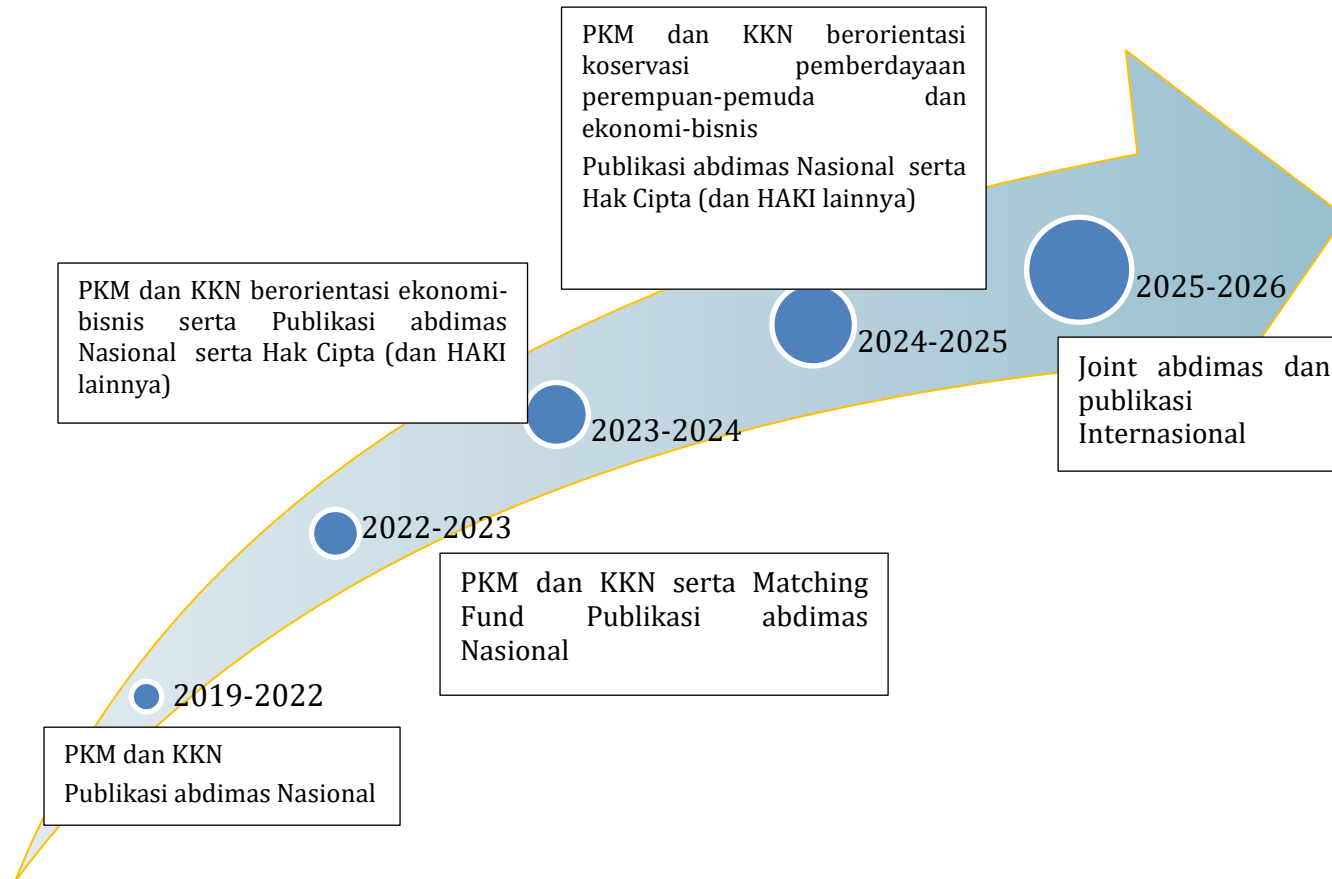 PKM dan KKN berorientasi
koservasi pemberdayaan
perempuan-pemuda dan
ekonomi-bisnis
Publikasi abdimas Nasional serta
Hak Cipta (dan HAKI lainnya)
PKM dan KKN berorientasi ekonomi-
bisnis serta Publikasi abdimas
Nasional serta Hak Cipta (dan HAKI
lainnya)
2025-2026
2024-2025
Joint abdimas dan
publikasi
Internasional
2023-2024
2022-2023
PKM dan KKN serta Matching
Fund Publikasi abdimas
Nasional
2019-2022
PKM dan KKN
Publikasi abdimas Nasional